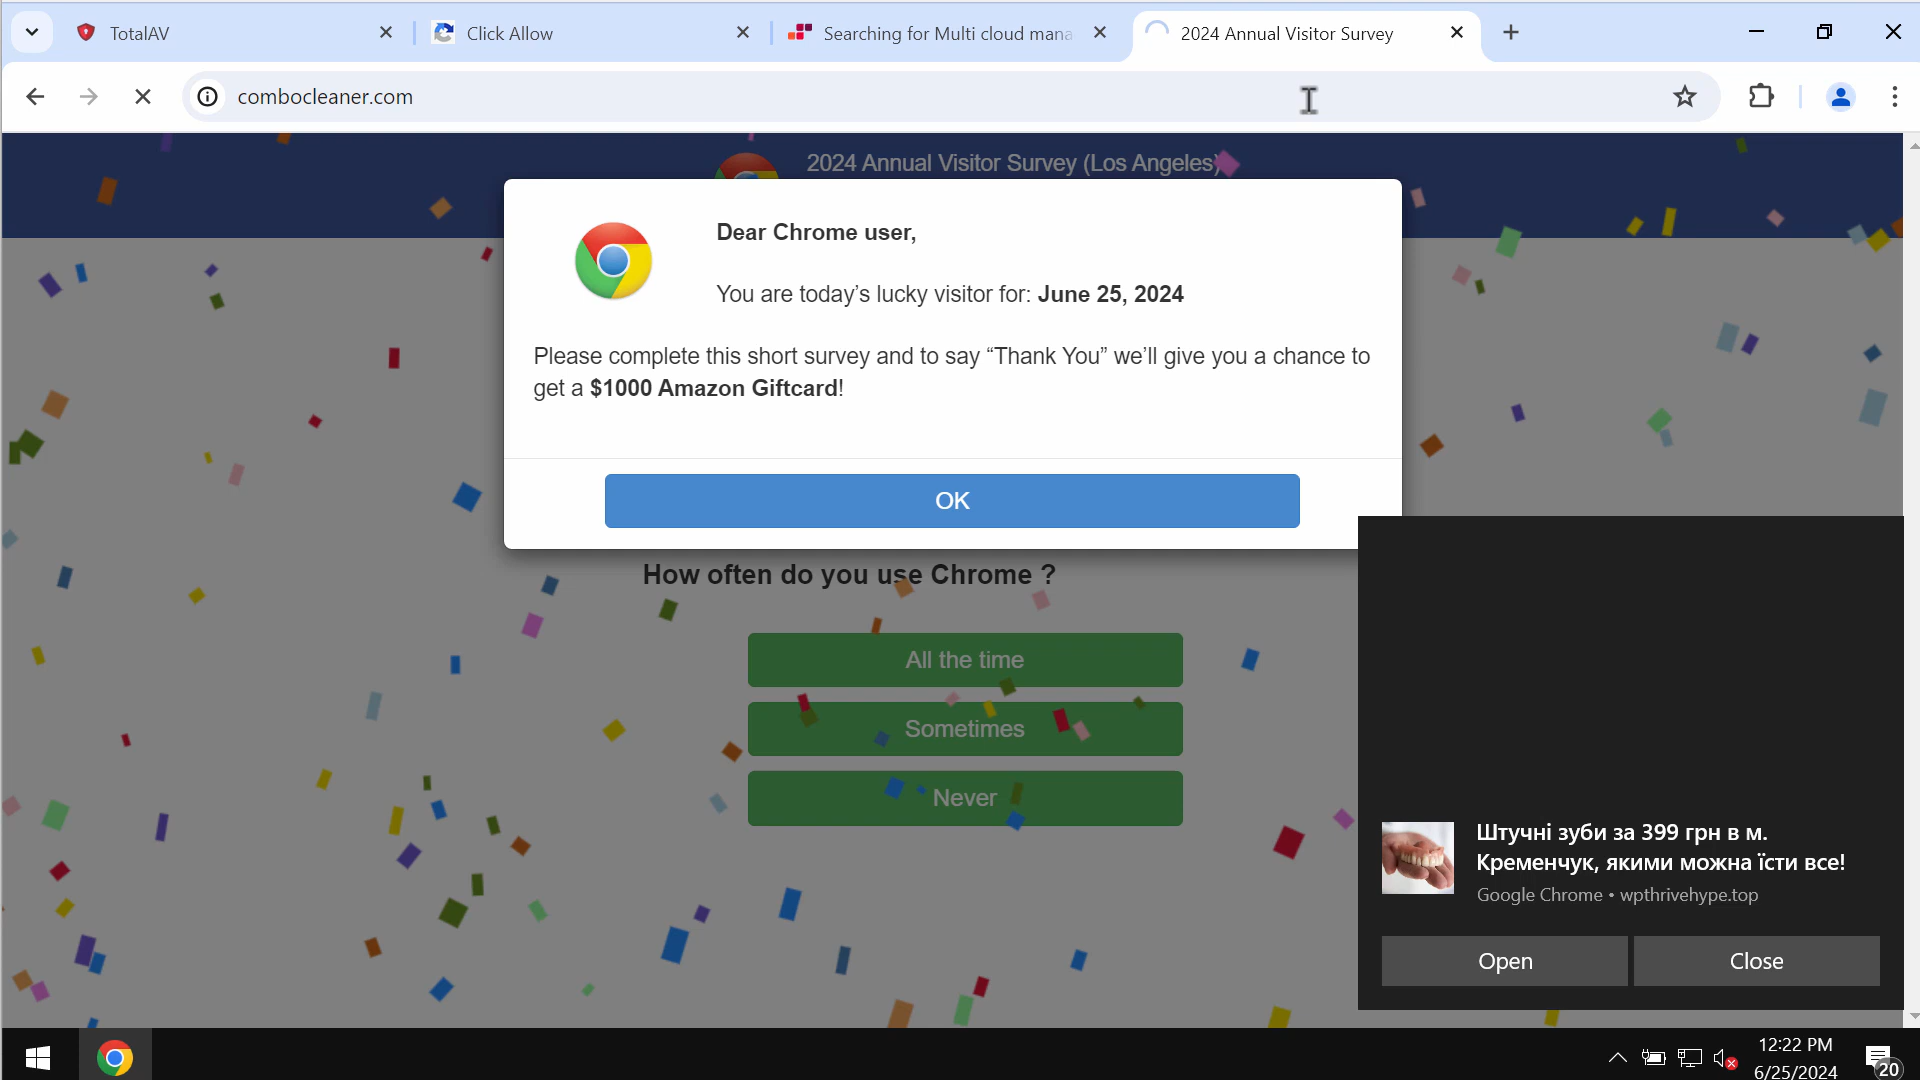 TotalAV
Click Allow
Searching for Multi cloud mana
2024 Annual Visitor Survey
combocleaner.com
2024 Annual Visitor Survey (Los Angeles)
Dear Chrome user,
You are today’s lucky visitor for: June 25, 2024
Please complete this short survey and to say “Thank You” we’ll give you a chance to
get a $1000 Amazon Giftcard!
OK
How often do you use Chrome ?
All the time
Sometimes
Never
Штучні зуби за 399 грн в м.
Кременчук, якими можна їсти все!
Google Chrome • wpthrivehype.top
Open
Close
12:22 PM
6/25/2024
20